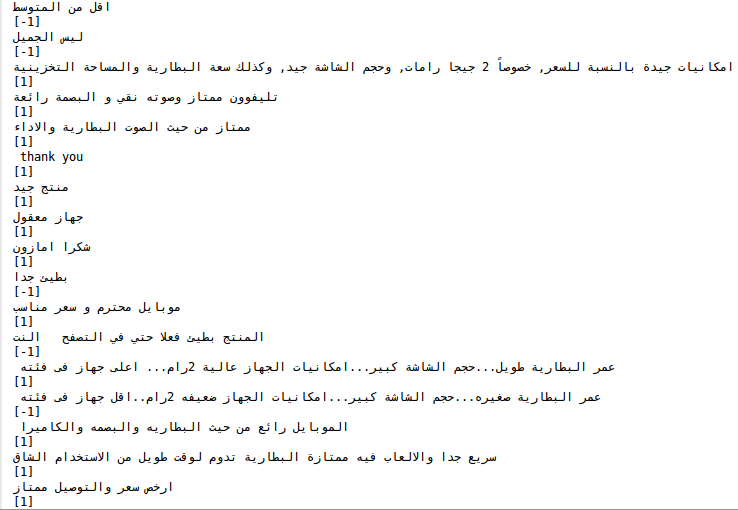 اقل من المتوسط
[-1]
ليس الجميل
[-1]
امكانيات جيدة بالنسبة للسعر, خصوصاً 2 جيجا رامات, وحجم الشاشة جيد, وكذلك سعة البطارية والمساحة التخزينية
[1]
تليفوون ممتاز وصوته نقي و البصمة رائعة
[1]
ممتاز من حيث الصوت البطارية والاداء
[1]
thank you
[1]
منتج جيد
[1]
جهاز معقول
[1]
شكرا امازون
[1]
بطيئ جدا
[-1]
موبايل محترم و سعر مناسب
[1]
المنتج بطيئ فعلا حتي في التصفح   النت
[-1]
عمر البطارية طويل...حجم الشاشة كبير...امكانيات الجهاز عالية 2رام... اعلى جهاز فى فئته
[1]
عمر البطارية صغيره...حجم الشاشة كبير...امكانيات الجهاز ضعيفه 2رام..اقل جهاز فى فئته
[-1]
الموبايل رائع من حيث البطاريه والبصمه والكاميرا
[1]
سريع جدا والالعاب فيه ممتازة البطارية تدوم لوقت طويل من الاستخدام الشاق
[1]
ارخص سعر والتوصيل ممتاز
[1]